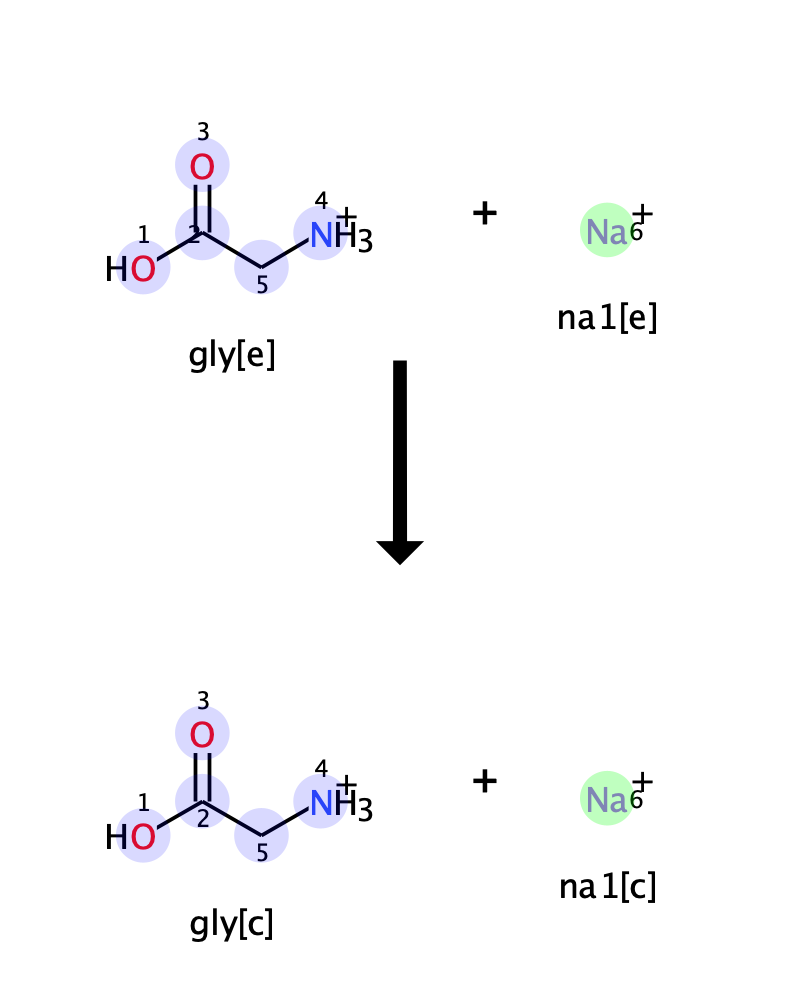 3
O
1 2 4 +
HO NH3 + Na+
5 6
gly[e] na1[e]
3
O
1 2 4 +
HO NH3 + Na+
5 6
gly[c] na1[c]